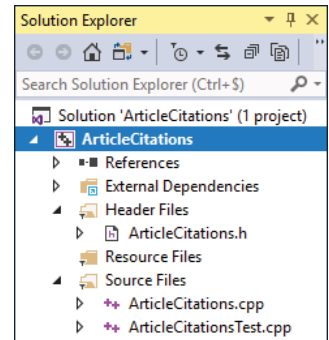 Solution Explorer
Search Solution Explorer (Ctrl+$)
Solution 'ArticleCitations' (1 project)
ArticleCitations
References
External Dependencies
Header Files
ArticleCitations.h
Resource Files
Source Files
ArticleCitations.cpp
ArticleCitationsTest.cpp